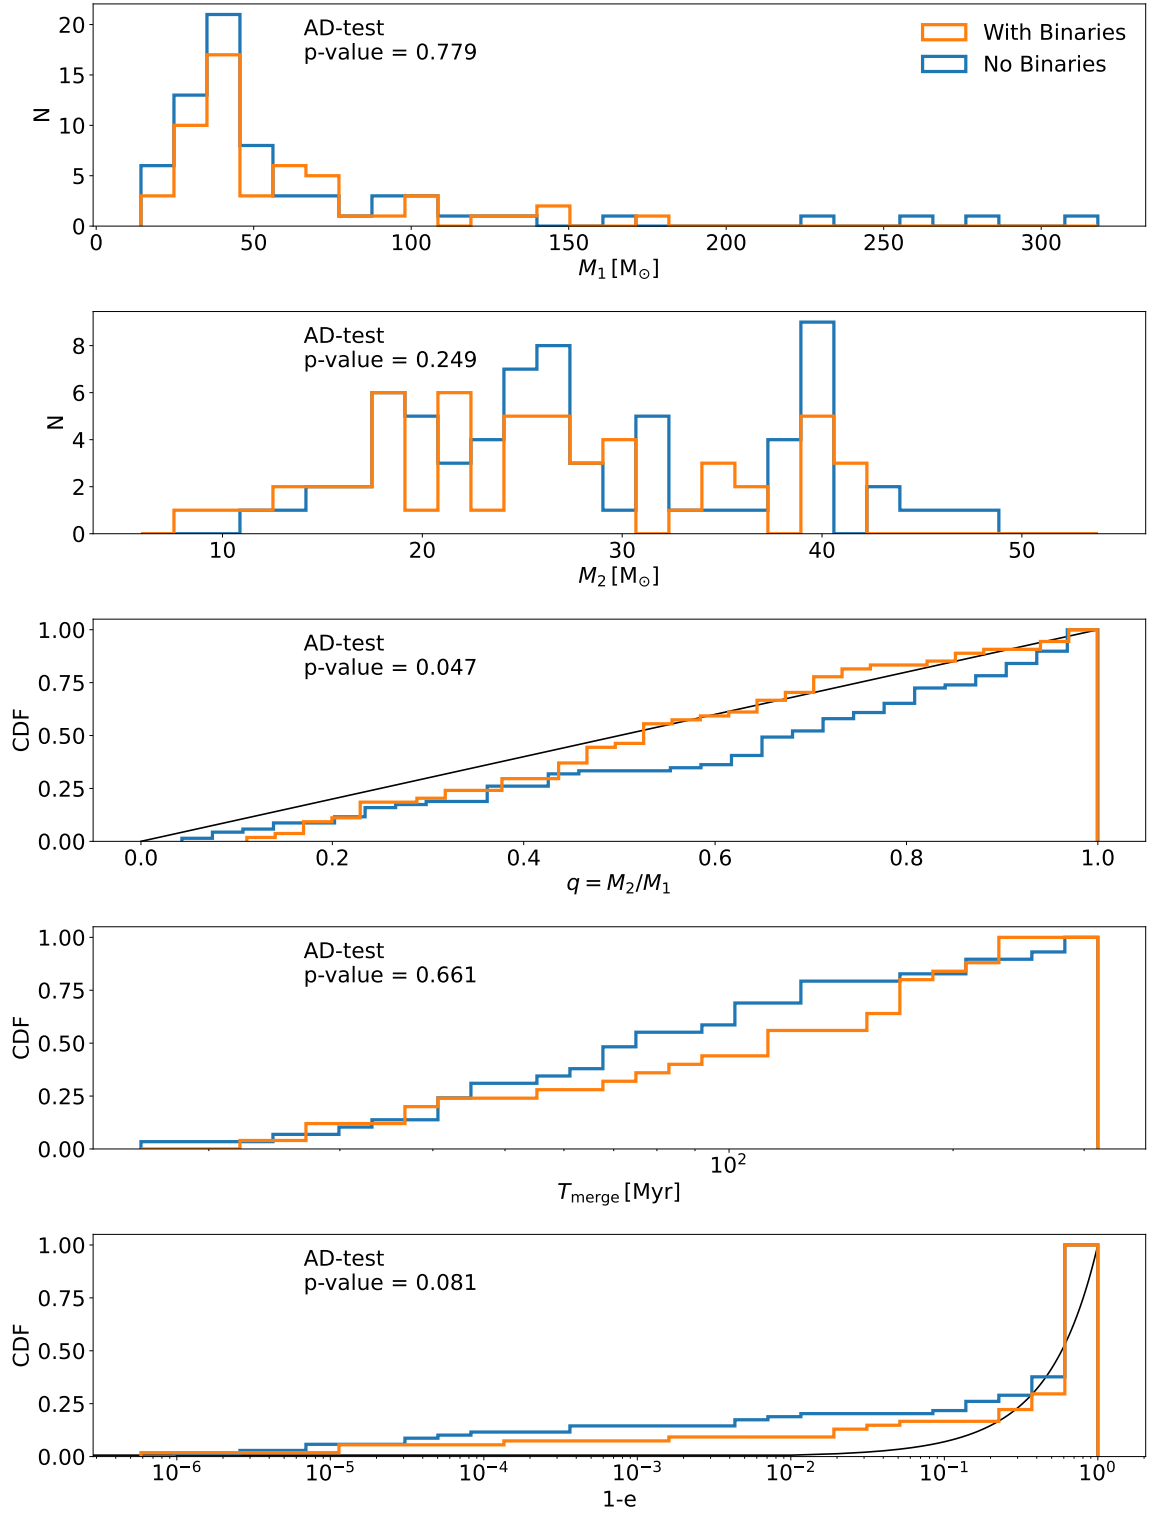 AD-test
p-value = 0.779
With Binaries
No Binaries
N
20
15
10
5
0
0 50 100 150 200 250 300
M₁ [M⊙]
AD-test
p-value = 0.249
N
8
6
4
2
0
10 20 30 40 50
M₂ [M⊙]
AD-test
p-value = 0.047
CDF
1.00
0.75
0.50
0.25
0.00
0.0 0.2 0.4 0.6 0.8 1.0
q = M₂/M₁
AD-test
p-value = 0.661
CDF
1.00
0.75
0.50
0.25
0.00
10²
T_merge [Myr]
AD-test
p-value = 0.081
CDF
1.00
0.75
0.50
0.25
0.00
10⁻⁶ 10⁻⁵ 10⁻⁴ 10⁻³ 10⁻² 10⁻¹ 10⁰
1-e